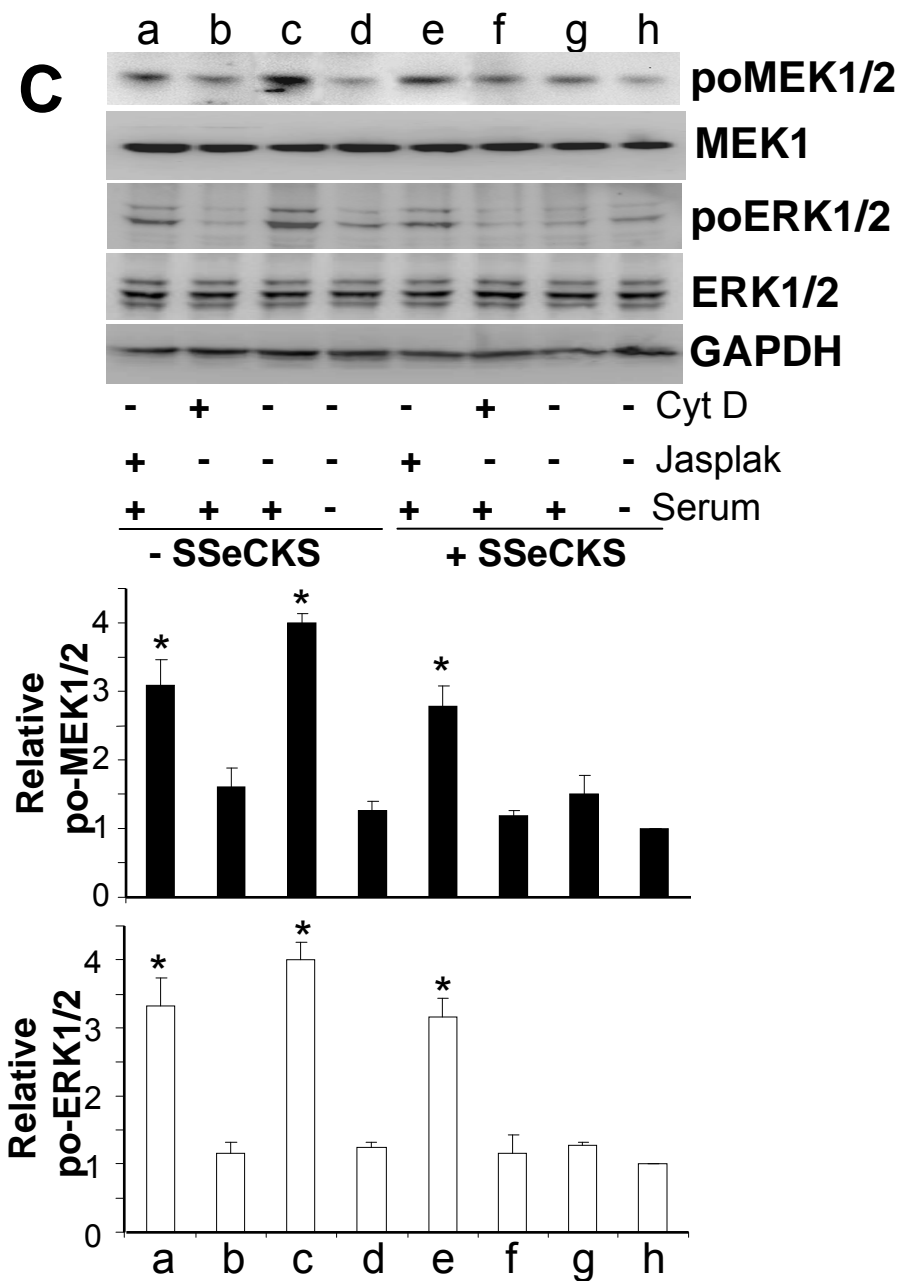 a b c d e f g h
C
poMEK1/2
MEK1
poERK1/2
ERK1/2
GAPDH
- + - - - + - - Cyt D
+ - - - + - - - Jasplak
+ + + - + + + - Serum
- SSeCKS + SSeCKS
Relative
po-MEK1/2
4
3
2
1
0
* * *
Relative
po-ERK1/2
4
3
2
1
0
* * *
a b c d e f g h